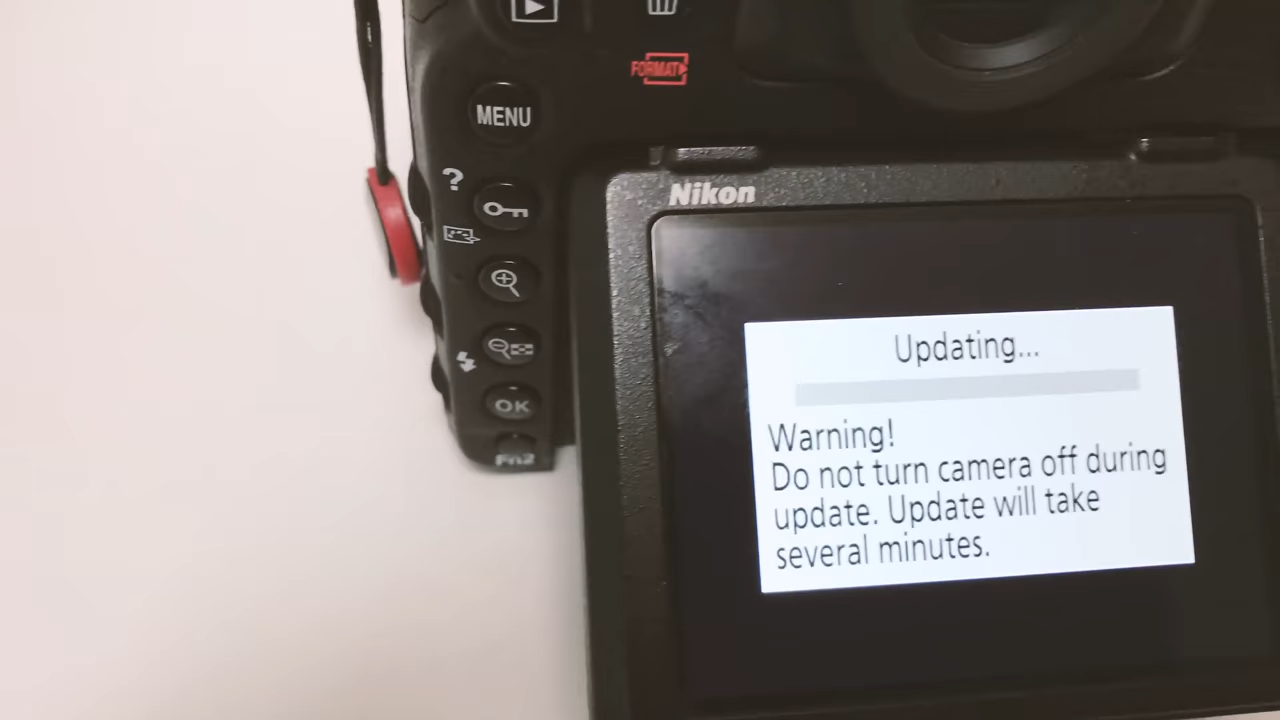 FORMAT
MENU
?
Nikon
Updating...
Warning!
Do not turn camera off during
update. Update will take
several minutes.
OK
Fn2